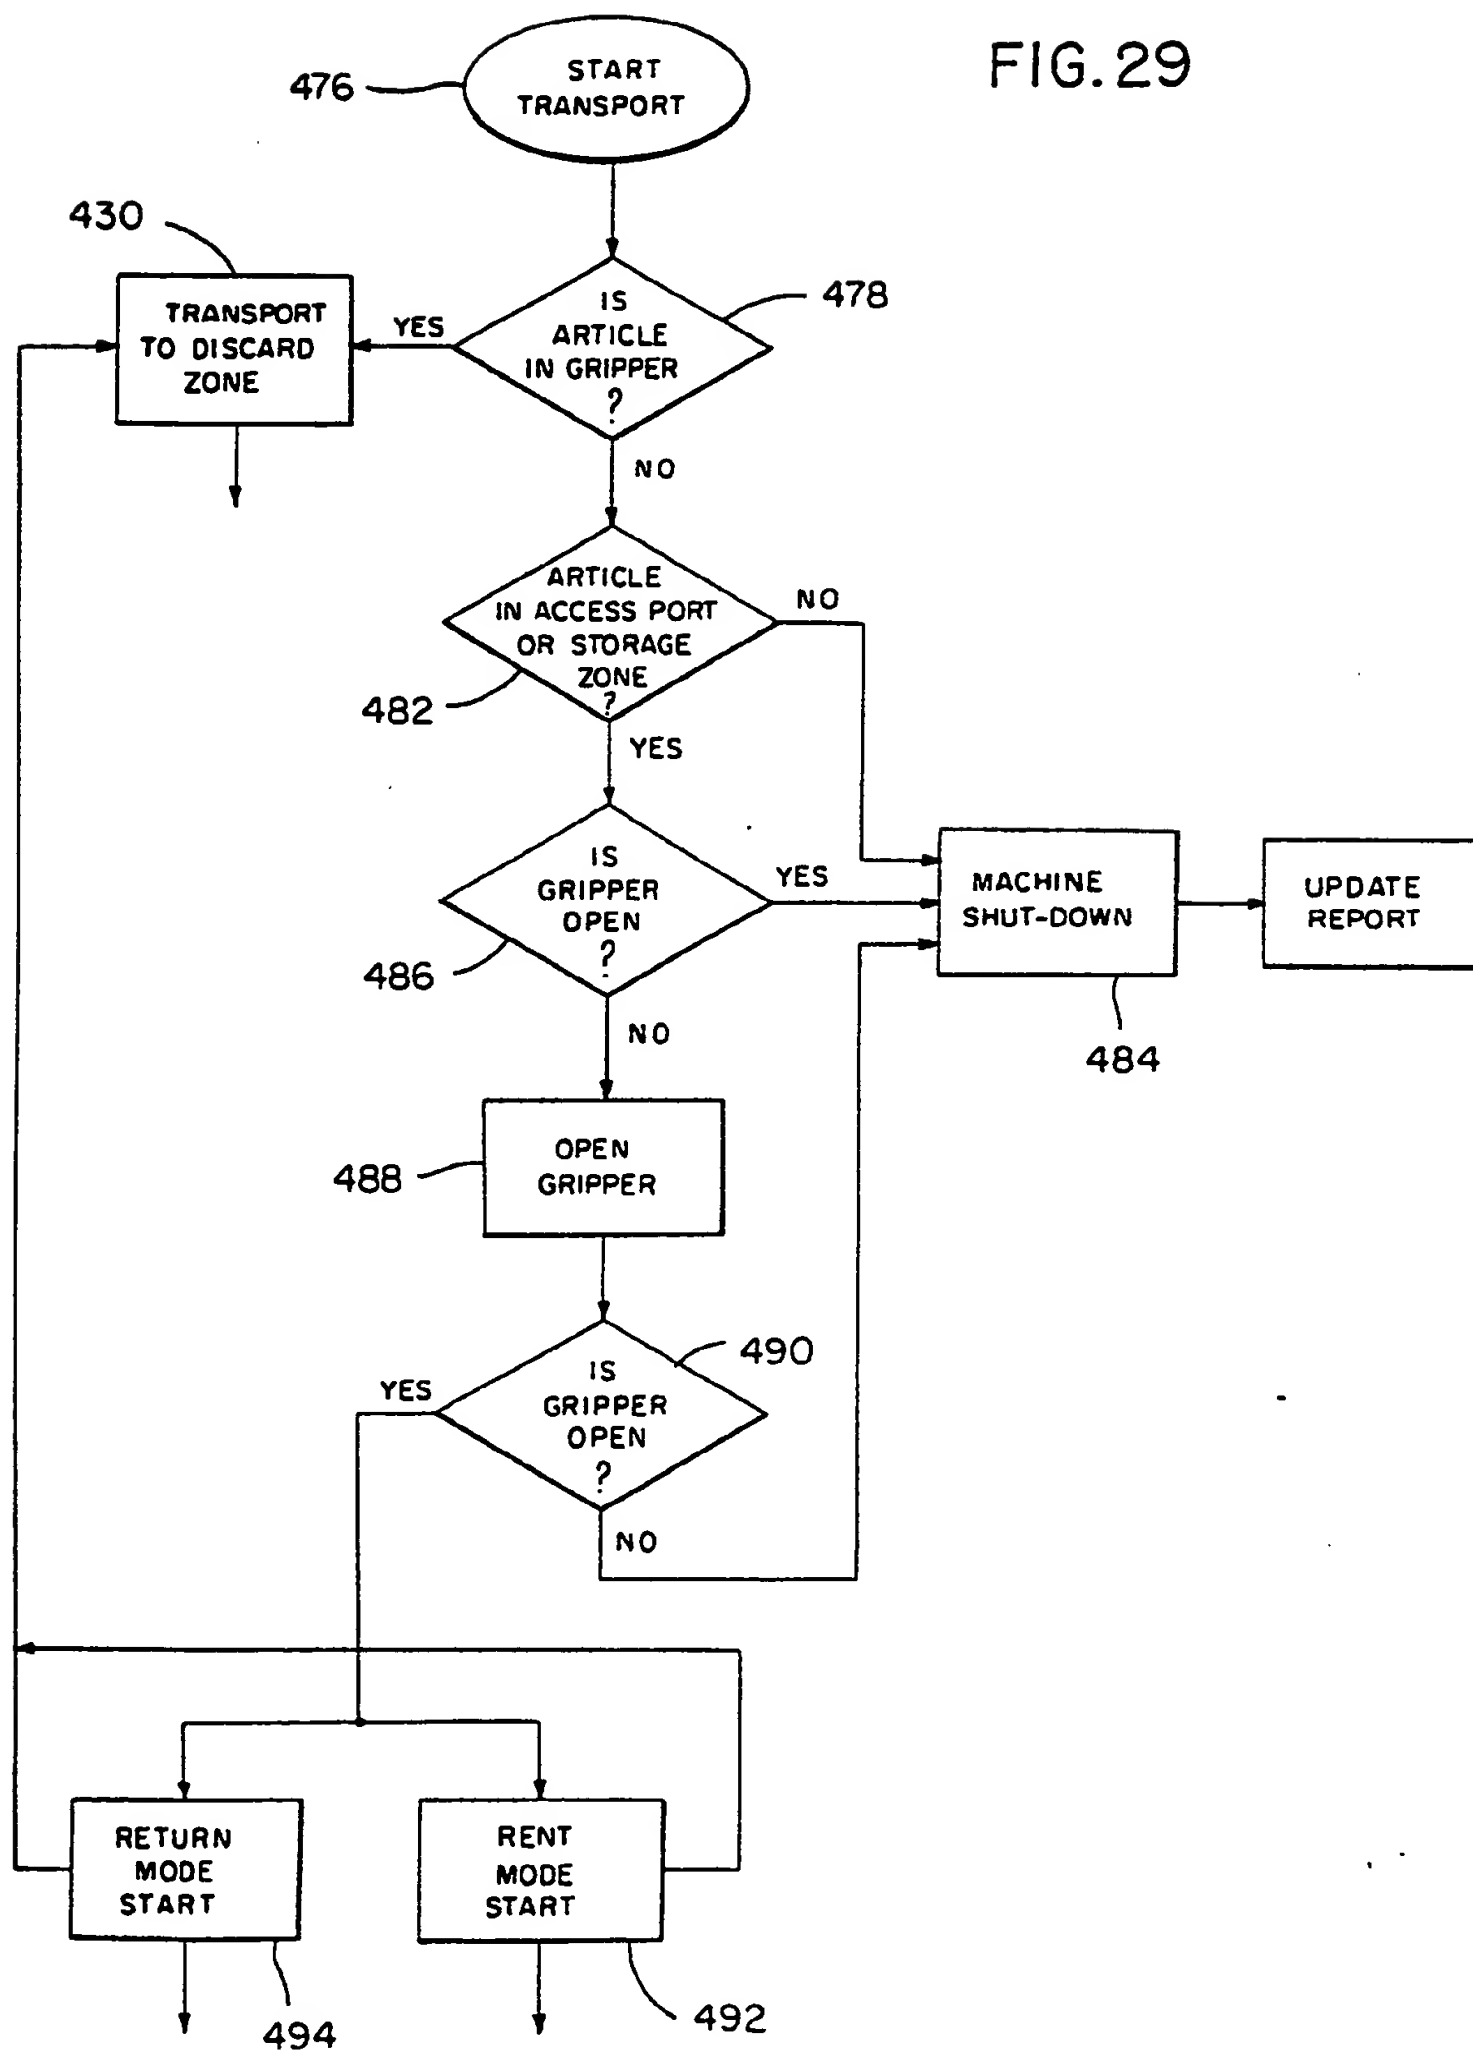 FIG. 29
476
START
TRANSPORT
430
TRANSPORT
TO DISCARD
ZONE
YES
IS
ARTICLE
IN GRIPPER
?
478
NO
ARTICLE
IN ACCESS PORT
OR STORAGE
ZONE
?
NO
482
YES
IS
GRIPPER
OPEN
?
YES
486
MACHINE
SHUT-DOWN
UPDATE
REPORT
484
NO
OPEN
GRIPPER
488
490
YES
IS
GRIPPER
OPEN
?
NO
RETURN
MODE
START
RENT
MODE
START
494
492